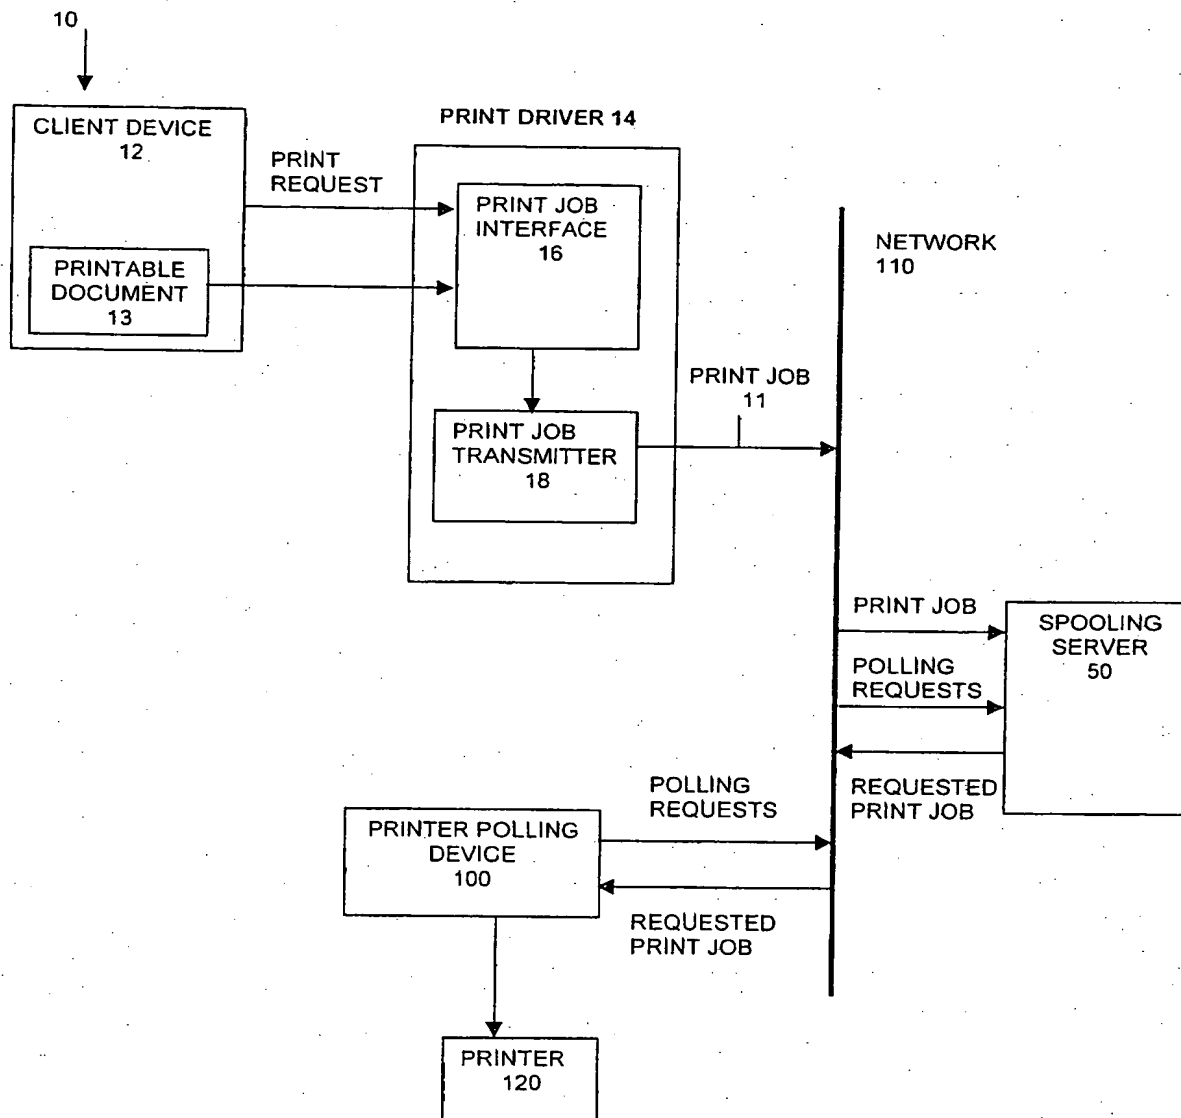 10
CLIENT DEVICE
12
PRINTABLE
DOCUMENT
13
PRINT
REQUEST
PRINT DRIVER 14
PRINT JOB
INTERFACE
16
PRINT JOB
TRANSMITTER
18
PRINT JOB
11
NETWORK
110
PRINT JOB
POLLING
REQUESTS
REQUESTED
PRINT JOB
SPOOLING
SERVER
50
POLLING
REQUESTS
PRINTER POLLING
DEVICE
100
REQUESTED
PRINT JOB
PRINTER
120